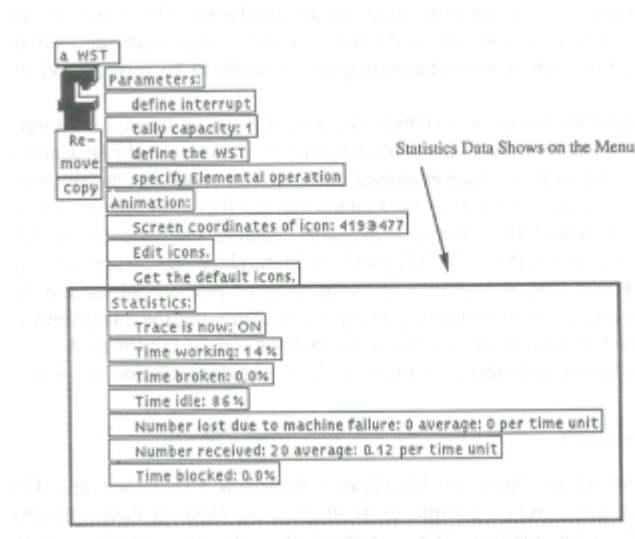 a WST
Parameters:
define interrupt
tally capacity: 1
define the WST
specify Elemental operation
Re-
move
copy
Statistics Data Shows on the Menu
Animation:
Screen coordinates of icon:
Edit icons.
Get the default icons.
Statistics:
Trace is now: ON
Time working: 14%
Time broken: 0.0%
Time idle: 86%
Number lost due to machine failure: 0 average: 0 per time unit
Number received: 20 average: 0.12 per time unit
Time blocked: 0.0%